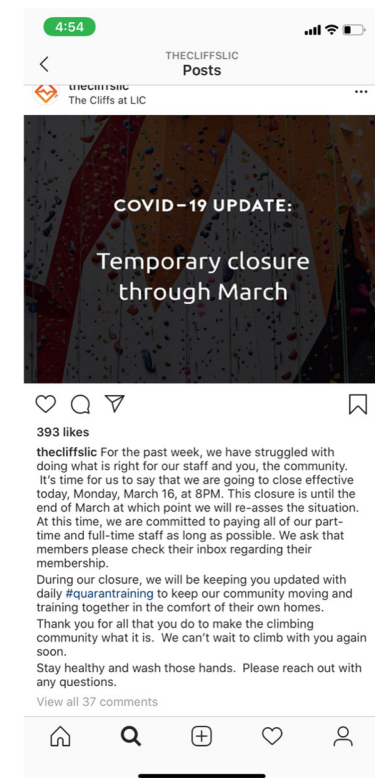 4:54
THECLIFFSLIC
Posts
thecliffslic
The Cliffs at LIC
COVID-19 UPDATE:
Temporary closure
through March
393 likes
thecliffslic For the past week, we have struggled with
doing what is right for our staff and you, the community.
It's time for us to say that we are going to close effective
today, Monday, March 16, at 8PM. This closure is until the
end of March at which point we will re-asses the situation.
At this time, we are committed to paying all of our part-
time and full-time staff as long as possible. We ask that
members please check their inbox regarding their
membership.
During our closure, we will be keeping you updated with
daily #quarantraining to keep our community moving and
training together in the comfort of their own homes.
Thank you for all that you do to make the climbing
community what it is. We can't wait to climb with you again
soon.
Stay healthy and wash those hands. Please reach out with
any questions.
View all 37 comments